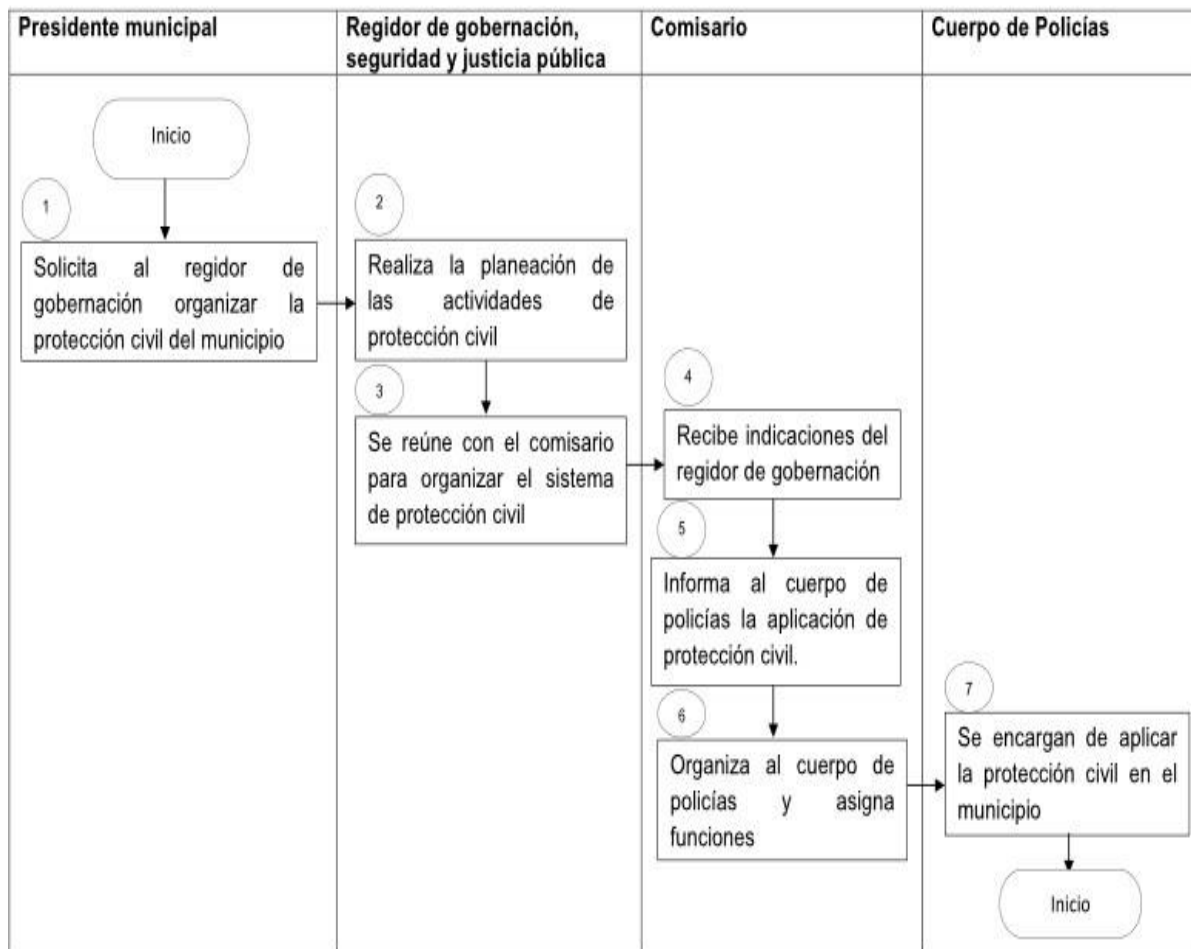 Presidente municipal
Regidor de gobernación,
seguridad y justicia pública
Comisario
Cuerpo de Policías
Inicio
1
Solicita al regidor de
gobernación organizar la
protección civil del municipio
2
Realiza la planeación de
las actividades de
protección civil
3
Se reúne con el comisario
para organizar el sistema
de protección civil
4
Recibe indicaciones del
regidor de gobernación
5
Informa al cuerpo de
policías la aplicación de
protección civil.
6
Organiza al cuerpo de
policías y asigna
funciones
7
Se encargan de aplicar
la protección civil en el
municipio
Inicio